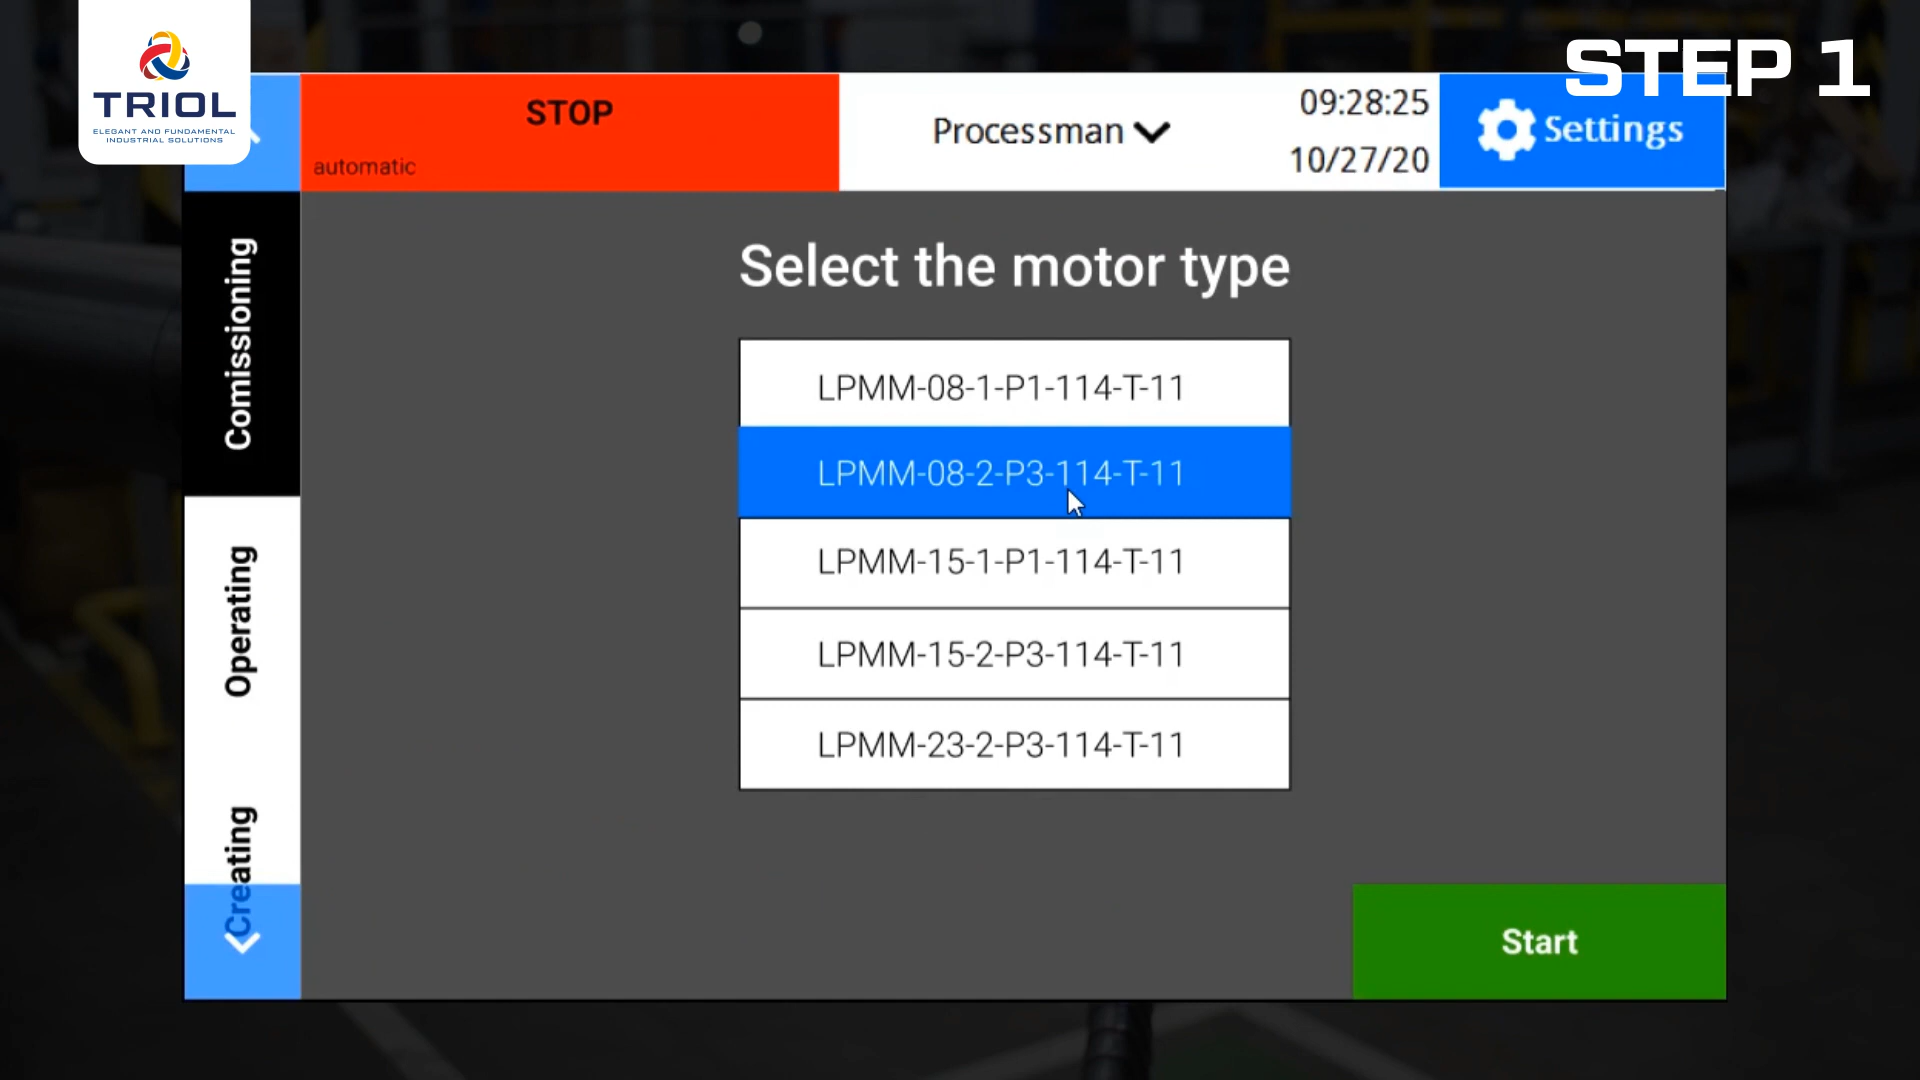 TRIOL
ELEGANT AND FUNDAMENTAL
INDUSTRIAL SOLUTIONS
STEP 1
STOP
automatic
Processman
09:28:25
10/27/20
Settings
Comissioning
Operating
Creating
Select the motor type
LPMM-08-1-P1-114-T-11
LPMM-08-2-P3-114-T-11
LPMM-15-1-P1-114-T-11
LPMM-15-2-P3-114-T-11
LPMM-23-2-P3-114-T-11
Start